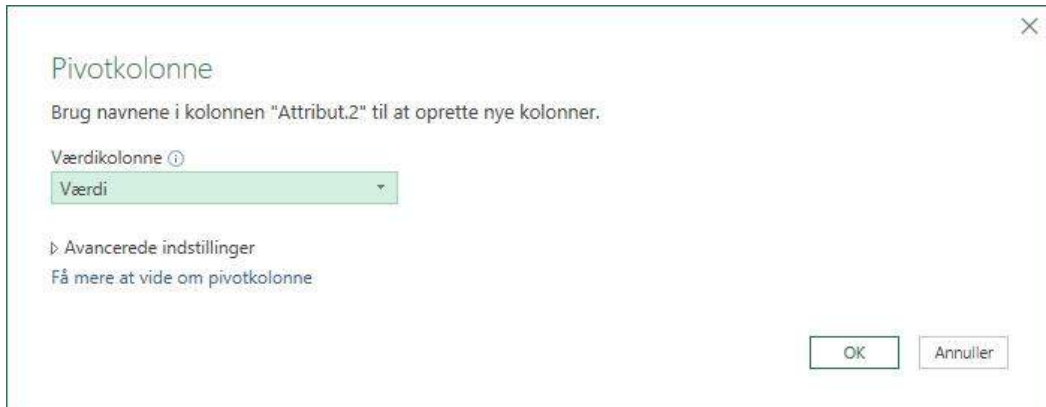 Pivotkolonne
Brug navnene i kolonnen "Attribut.2" til at oprette nye kolonner.
Værdikolonne
Værdi
Avancerede indstillinger
Få mere at vide om pivotkolonne
OK
Annuller